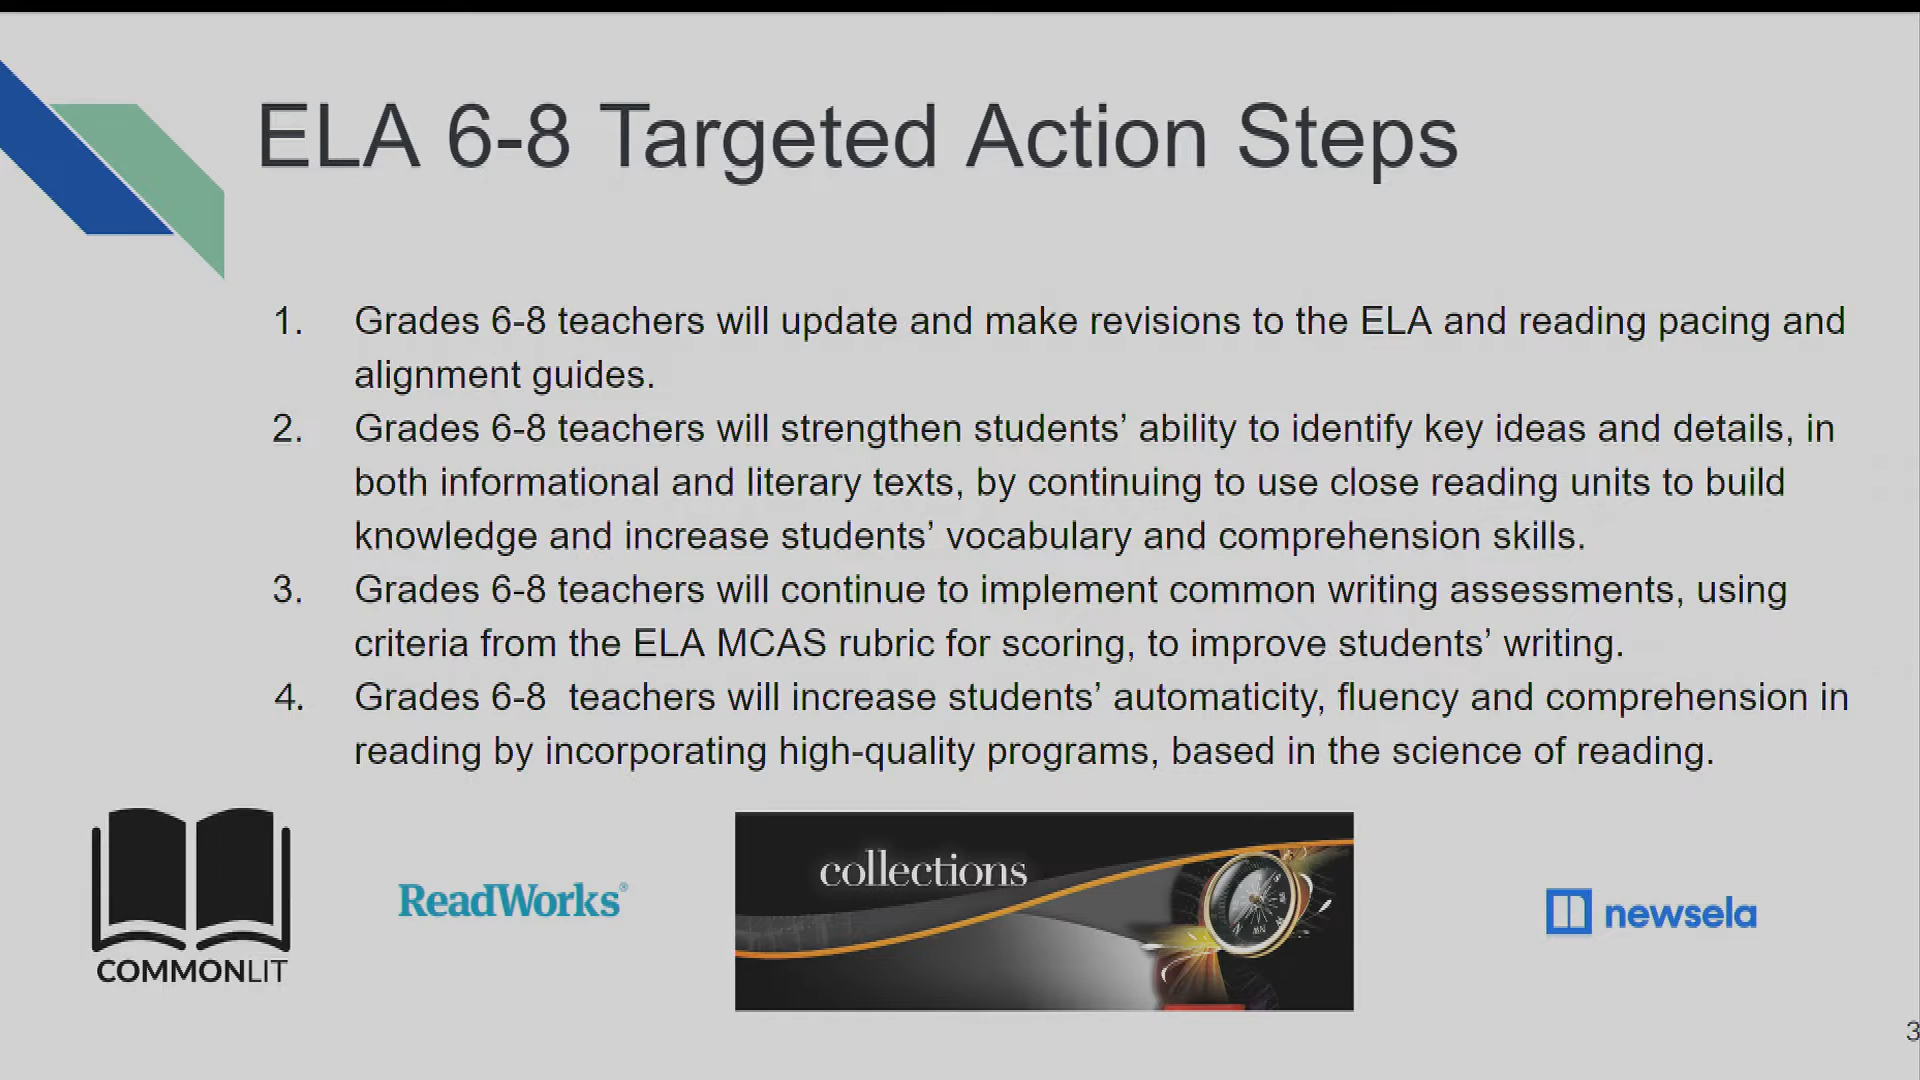 ELA 6-8 Targeted Action Steps
1. Grades 6-8 teachers will update and make revisions to the ELA and reading pacing and
alignment guides.
2. Grades 6-8 teachers will strengthen students’ ability to identify key ideas and details, in
both informational and literary texts, by continuing to use close reading units to build
knowledge and increase students’ vocabulary and comprehension skills.
3. Grades 6-8 teachers will continue to implement common writing assessments, using
criteria from the ELA MCAS rubric for scoring, to improve students’ writing.
4. Grades 6-8  teachers will increase students’ automaticity, fluency and comprehension in
reading by incorporating high-quality programs, based in the science of reading.
COMMONLIT
ReadWorks®
collections
newsela
3